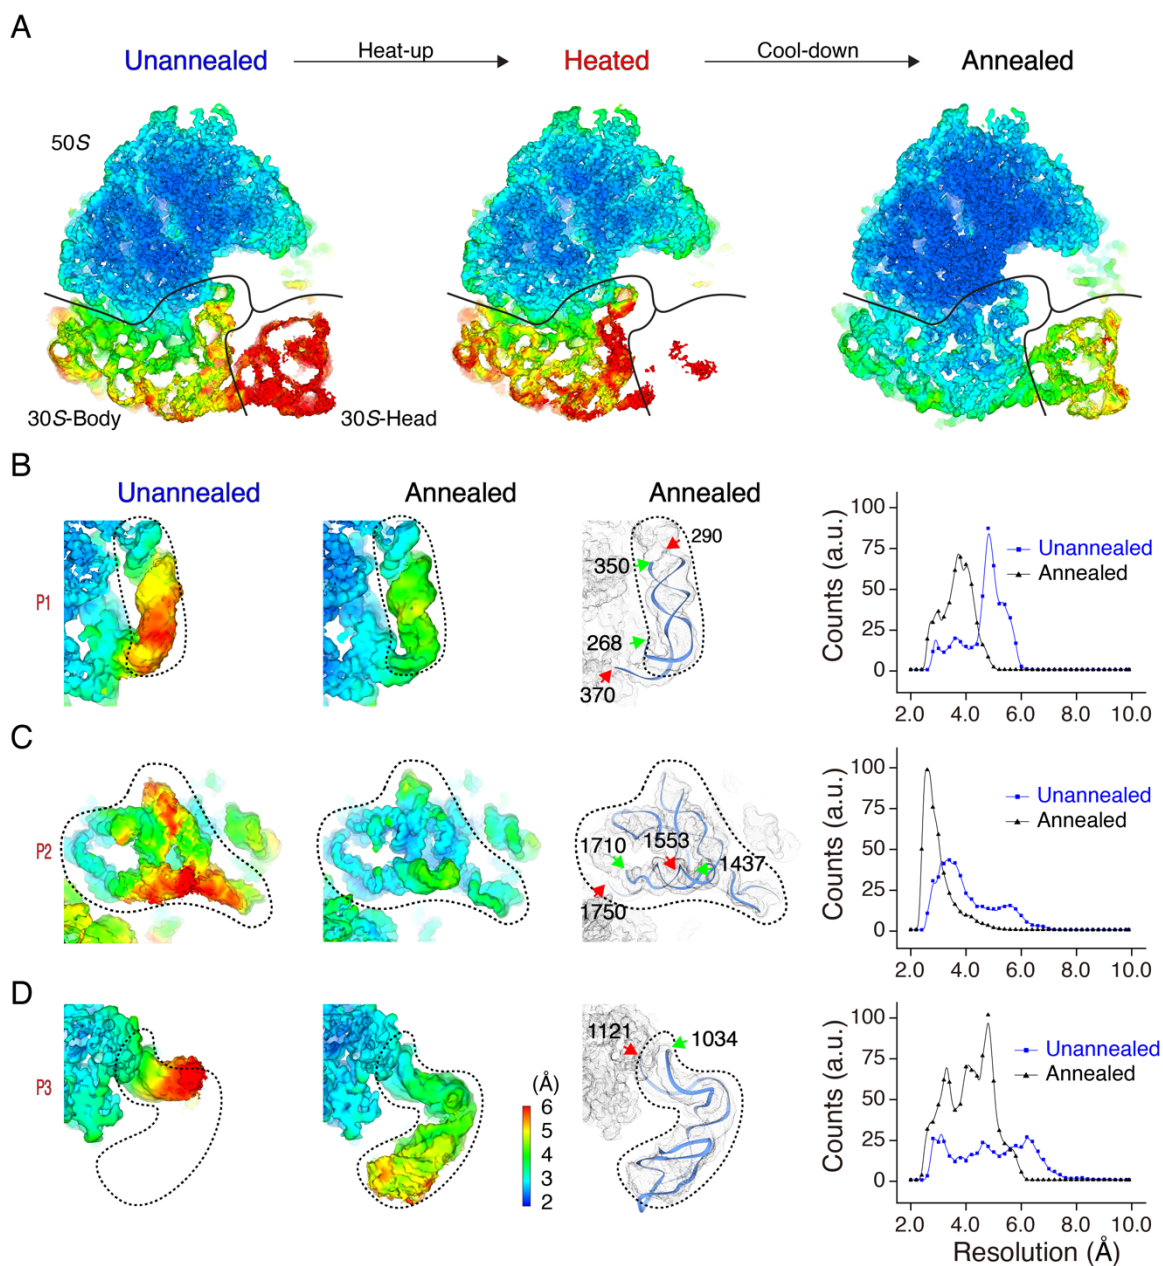 A
Unannealed
Heat-up
Heated
Cool-down
Annealed
50S
30S-Body
30S-Head
B
Unannealed
Annealed
Annealed
P1
290
350
268
370
Counts (a.u.)
100
75
50
25
0
Unannealed
Annealed
2.0 4.0 6.0 8.0 10.0
C
P2
1710
1553
1437
1750
Counts (a.u.)
100
75
50
25
0
Unannealed
Annealed
2.0 4.0 6.0 8.0 10.0
D
P3
(Å)
6
5
4
3
2
1121
1034
Counts (a.u.)
100
75
50
25
0
Unannealed
Annealed
2.0 4.0 6.0 8.0 10.0
Resolution (Å)